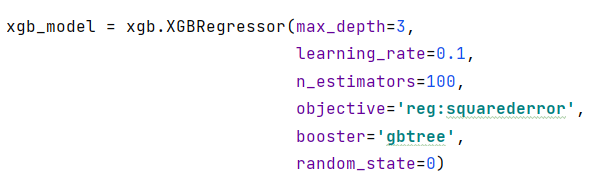 xgb_model = xgb.XGBRegressor(max_depth=3,
learning_rate=0.1,
n_estimators=100,
objective='reg:squarederror',
booster='gbtree',
random_state=0)